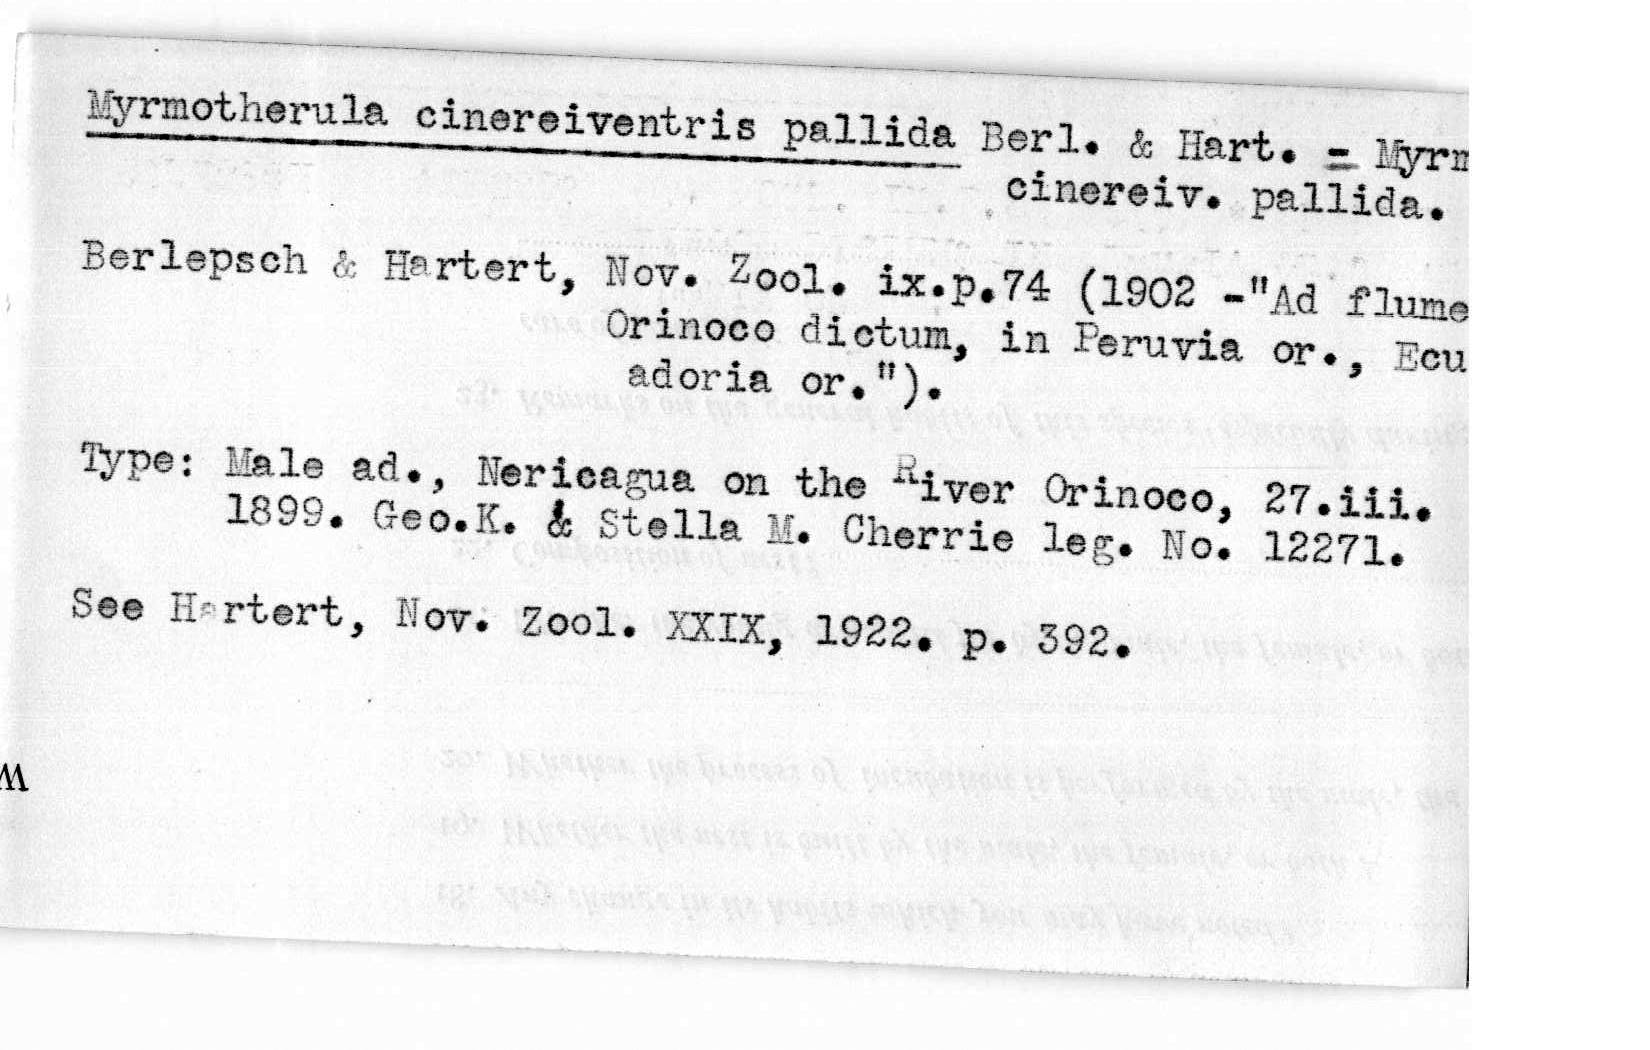 Myrmotherula cinereiventris pallida Berl. & Hart. = Myrm
cinereiv. pallida.
Berlepsch & Hartert, Nov. Zool. ix.p.74 (1902 -"Ad flume
Orinoco dictum, in Peruvia or., Ecu
adoria or.").
Type: Male ad., Nericagua on the River Orinoco, 27.iii.
1899. Geo.K. & Stella M. Cherrie leg. No. 12271.
See Hartert, Nov. Zool. XXIX, 1922. p. 392.